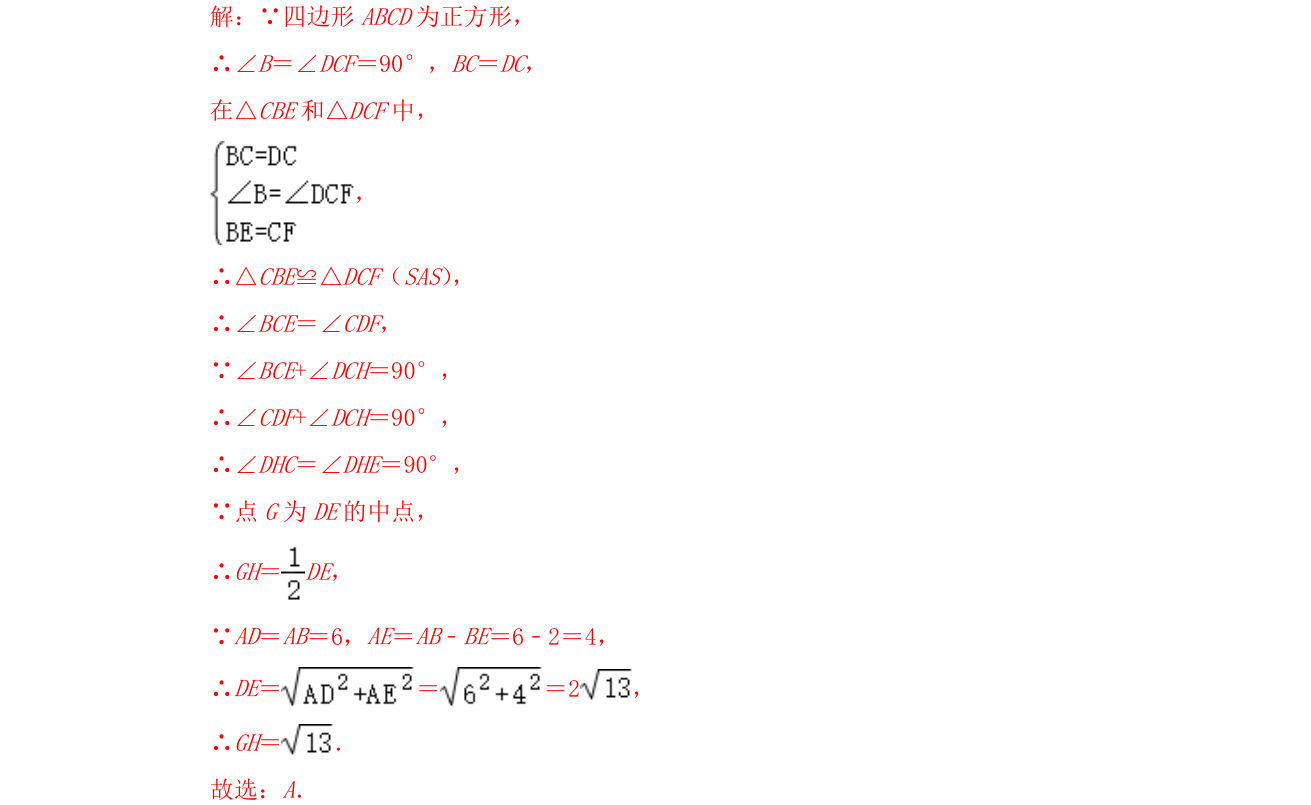 解：∵四边形 ABCD 为正方形，
∴∠B＝∠DCF＝90°，BC＝DC，
在△CBE 和△DCF 中，
BC=DC
∠B=∠DCF，
BE=CF
∴△CBE≌△DCF（SAS），
∴∠BCE＝∠CDF，
∵∠BCE+∠DCH＝90°，
∴∠CDF+∠DCH＝90°，
∴∠DHC＝∠DHE＝90°，
∵点 G 为 DE 的中点，
∴GH＝1/2 DE，
∵AD＝AB＝6，AE＝AB﹣BE＝6﹣2＝4，
∴DE＝√(AD²+AE²)＝√(6²+4²)＝2√13，
∴GH＝√13．
故选：A．